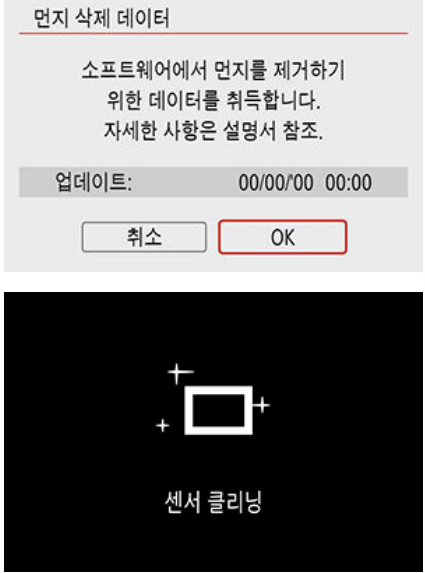 먼지 삭제 데이터
소프트웨어에서 먼지를 제거하기
위한 데이터를 취득합니다.
자세한 사항은 설명서 참조.
업데이트: 00/00/'00 00:00
취소 OK
센서 클리닝